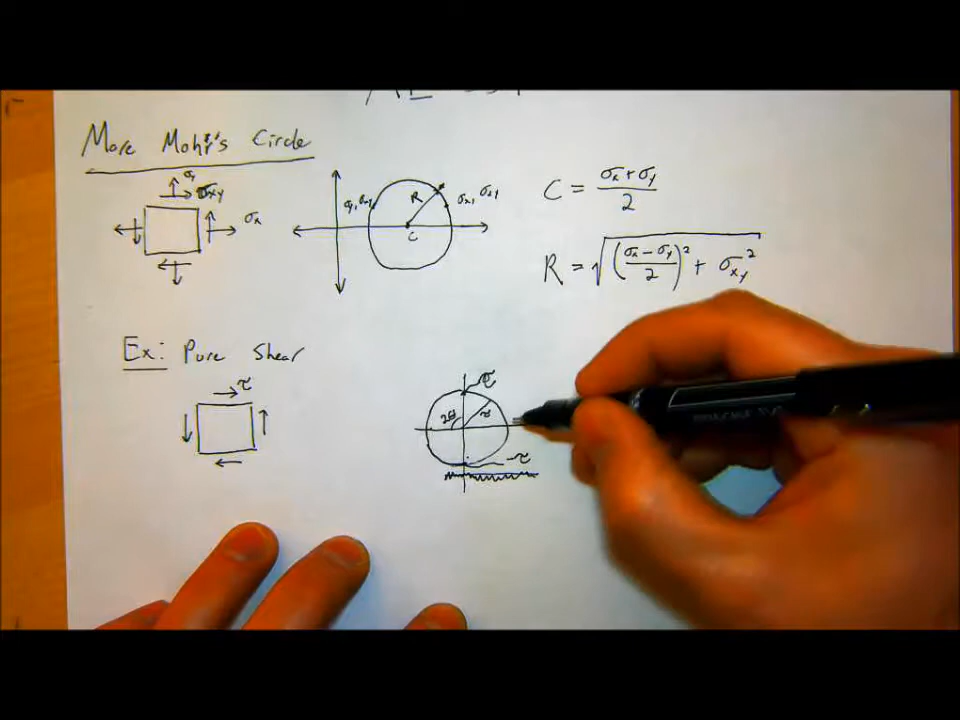 More Mohr's Circle
σy
σxy
σx
σy, σxy
R
σx, σxy
C
C = σx + σy / 2
R = √((σx − σy / 2)² + σxy²)
Ex: Pure Shear
τ
τ
2θ
τ
−τ